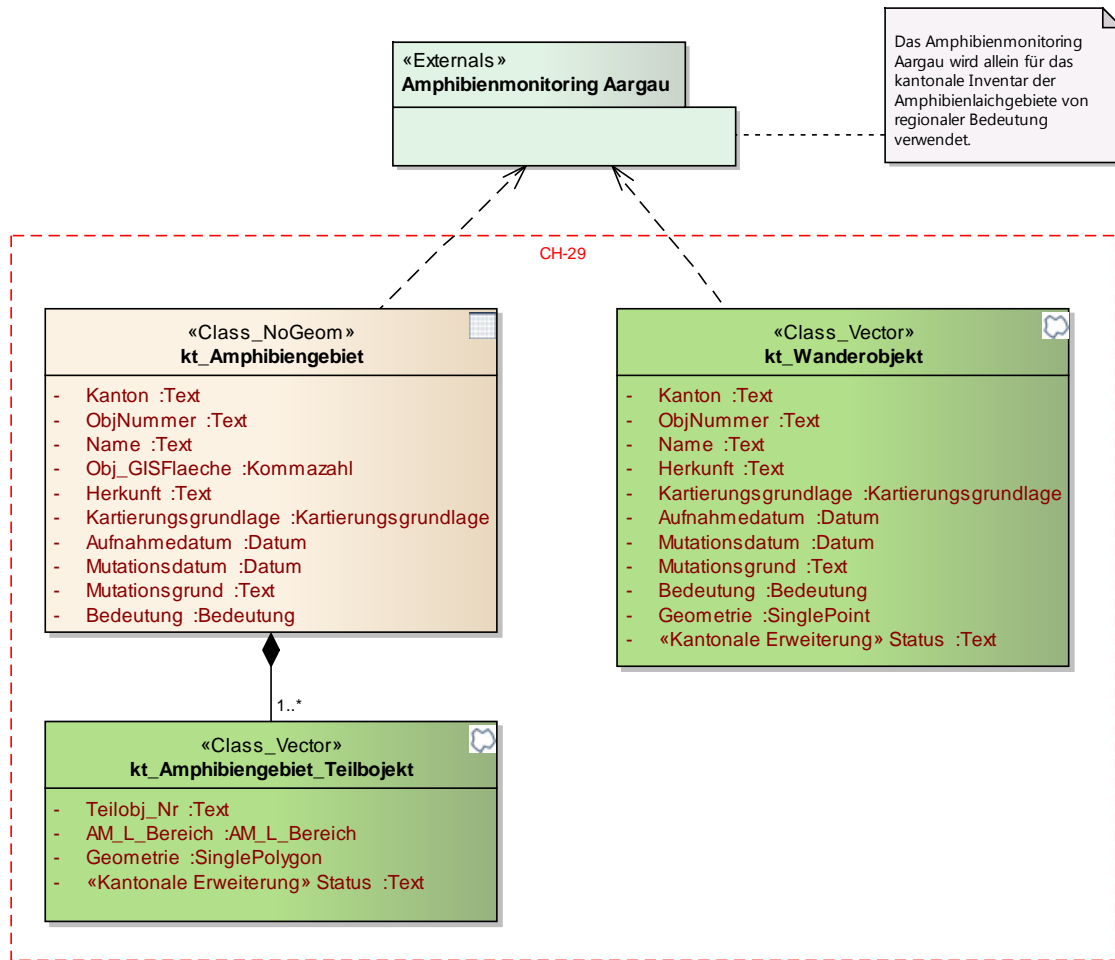 «Externals»
Amphibienmonitoring Aargau
Das Amphibienmonitoring
Aargau wird allein für das
kantonale Inventar der
Amphibienlaichgebiete von
regionaler Bedeutung
verwendet.
CH-29
«Class_NoGeom»
kt_Amphibiengebiet
- Kanton :Text
- ObjNummer :Text
- Name :Text
- Obj_GISFlaeche :Kommazahl
- Herkunft :Text
- Kartierungsgrundlage :Kartierungsgrundlage
- Aufnahmedatum :Datum
- Mutationsdatum :Datum
- Mutationsgrund :Text
- Bedeutung :Bedeutung
«Class_Vector»
kt_Wanderobjekt
- Kanton :Text
- ObjNummer :Text
- Name :Text
- Herkunft :Text
- Kartierungsgrundlage :Kartierungsgrundlage
- Aufnahmedatum :Datum
- Mutationsdatum :Datum
- Mutationsgrund :Text
- Bedeutung :Bedeutung
- Geometrie :SinglePoint
- «Kantonale Erweiterung» Status :Text
1..*
«Class_Vector»
kt_Amphibiengebiet_Teilbojekt
- Teilobj_Nr :Text
- AM_L_Bereich :AM_L_Bereich
- Geometrie :SinglePolygon
- «Kantonale Erweiterung» Status :Text